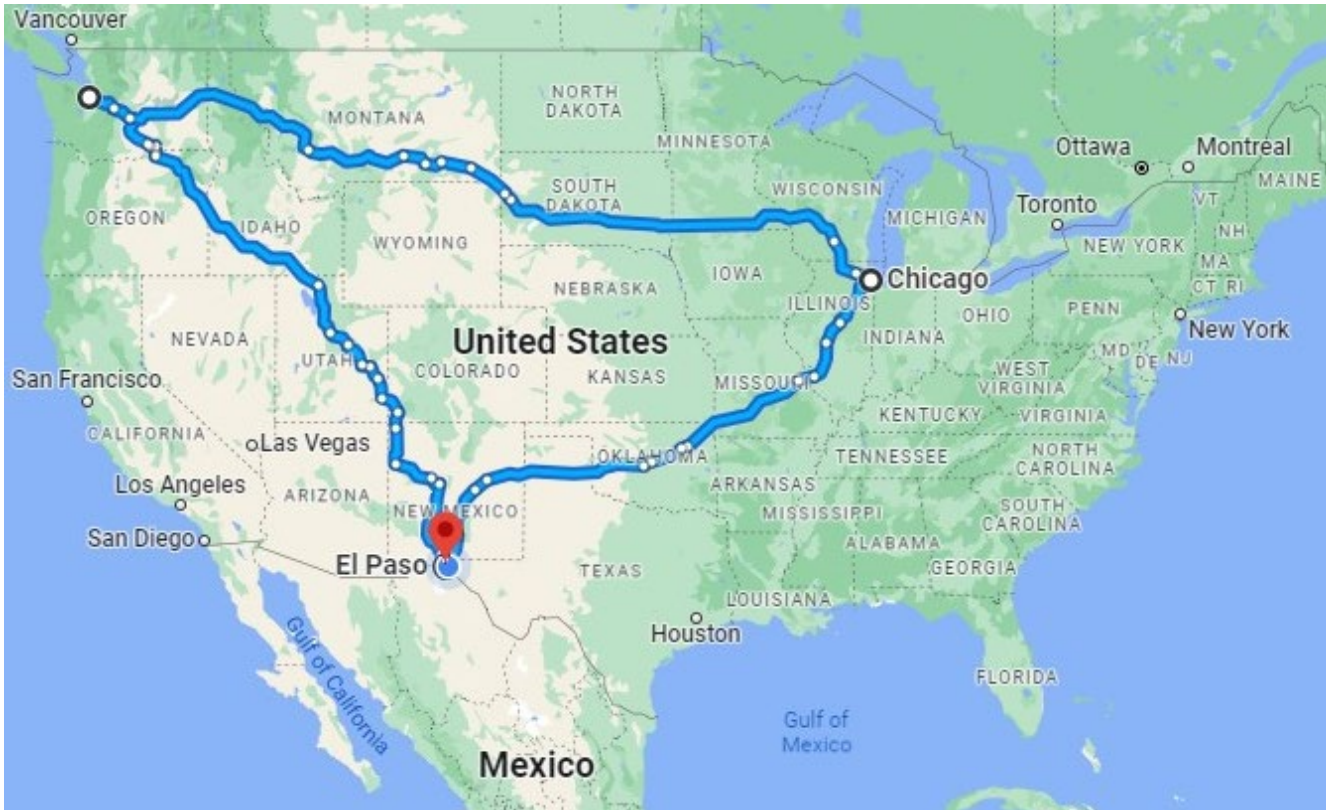 Vancouver
NORTH
DAKOTA
MONTANA
MINNESOTA
Ottawa
Montreal
MAINE
SOUTH
DAKOTA
WISCONSIN
VT
OREGON
IDAHO
MICHIGAN
Toronto
NH
WYOMING
NEW YORK
MA
IOWA
CT RI
Chicago
NEBRASKA
ILLINOIS
PENN
OHIO
NEVADA
United States
INDIANA
New York
UTAH
COLORADO
MD
DE
NJ
San Francisco
KANSAS
MISSOURI
WEST
VIRGINIA
KENTUCKY
VIRGINIA
CALIFORNIA
Las Vegas
OKLAHOMA
TENNESSEE
NORTH
CAROLINA
Los Angeles
ARIZONA
ARKANSAS
NEW MEXICO
MISSISSIPPI
SOUTH
CAROLINA
San Diego
ALABAMA
El Paso
TEXAS
GEORGIA
LOUISIANA
Houston
Gulf of California
FLORIDA
Gulf of
Mexico
Mexico